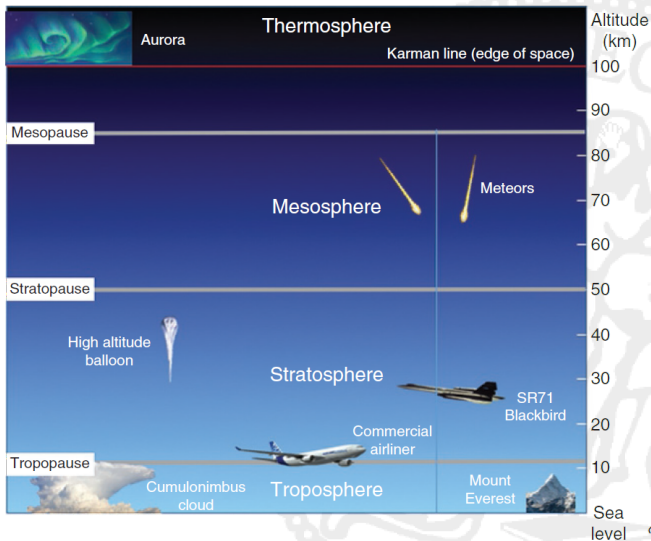 Thermosphere
Aurora
Karman line (edge of space)
Altitude
(km)
100
90
Mesopause
80
Meteors
Mesosphere
70
60
Stratopause
50
High altitude
balloon
40
Stratosphere
30
SR71
Blackbird
20
Commercial
airliner
Tropopause
10
Cumulonimbus
cloud
Troposphere
Mount
Everest
Sea
level